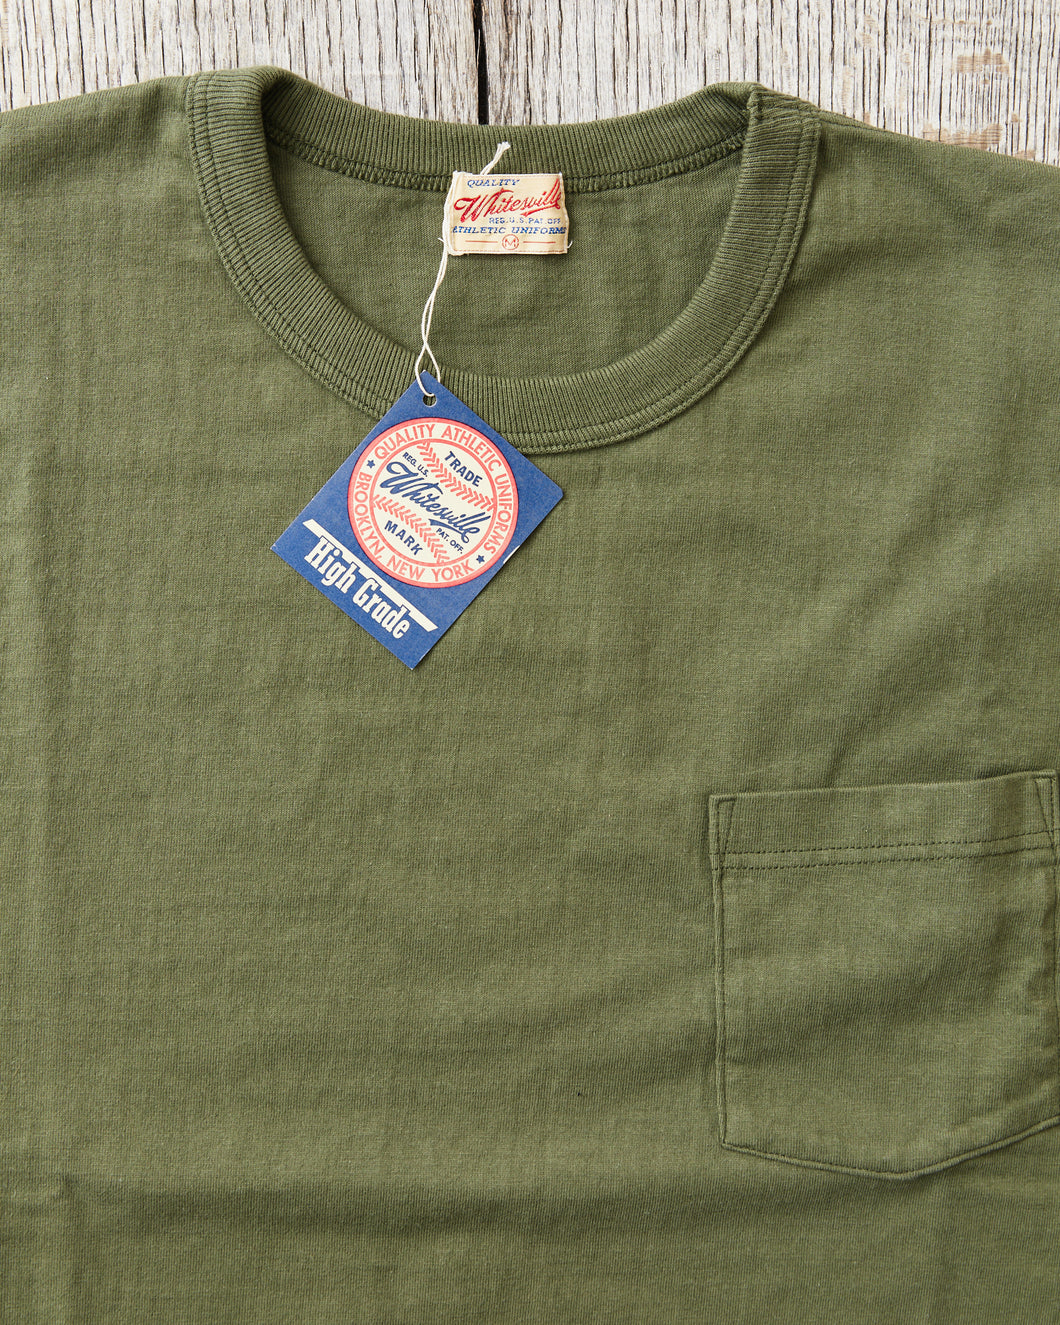 QUALITY
Whitesville
REG. U.S. PAT. OFF.
ATHLETIC UNIFORMS
M
QUALITY ATHLETIC UNIFORMS
TRADE
REG. U.S.
Whitesville
PAT. OFF.
MARK
BROOKLYN, NEW YORK
High Grade